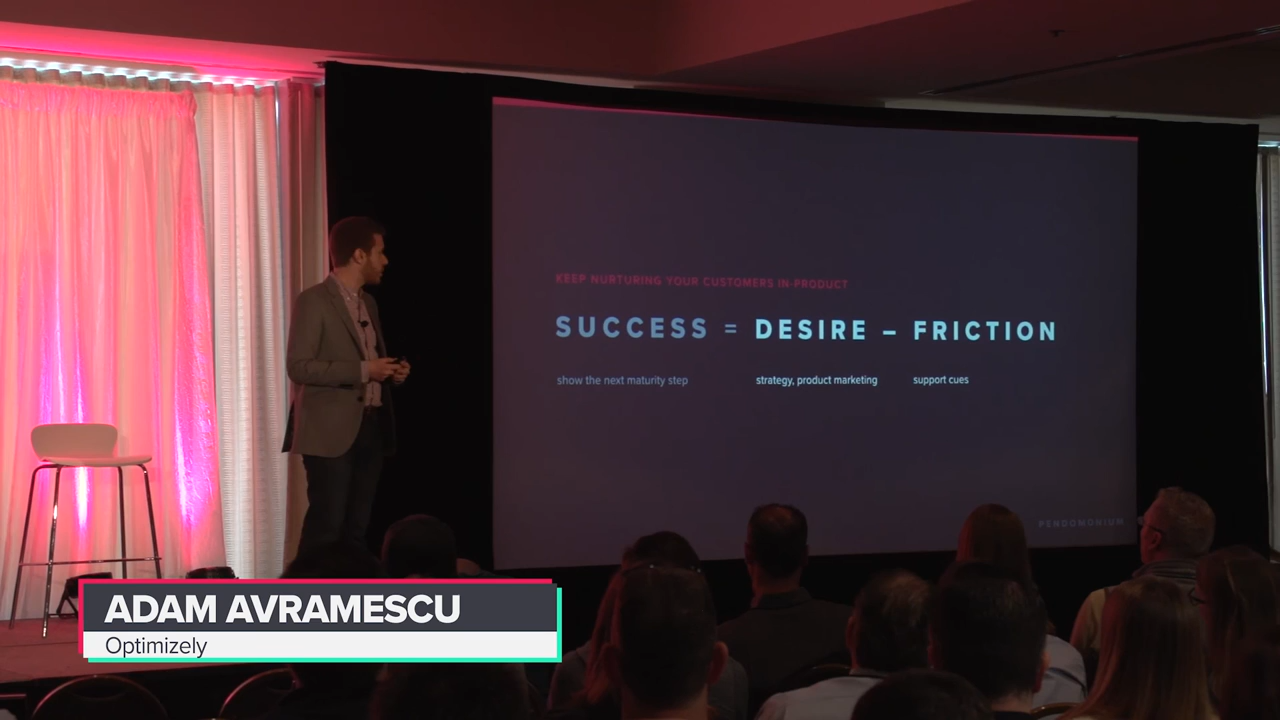 KEEP NURTURING YOUR CUSTOMERS IN-PRODUCT
SUCCESS = DESIRE – FRICTION
show the next maturity step strategy, product marketing support cues
PENDOMONIUM
ADAM AVRAMESCU
Optimizely